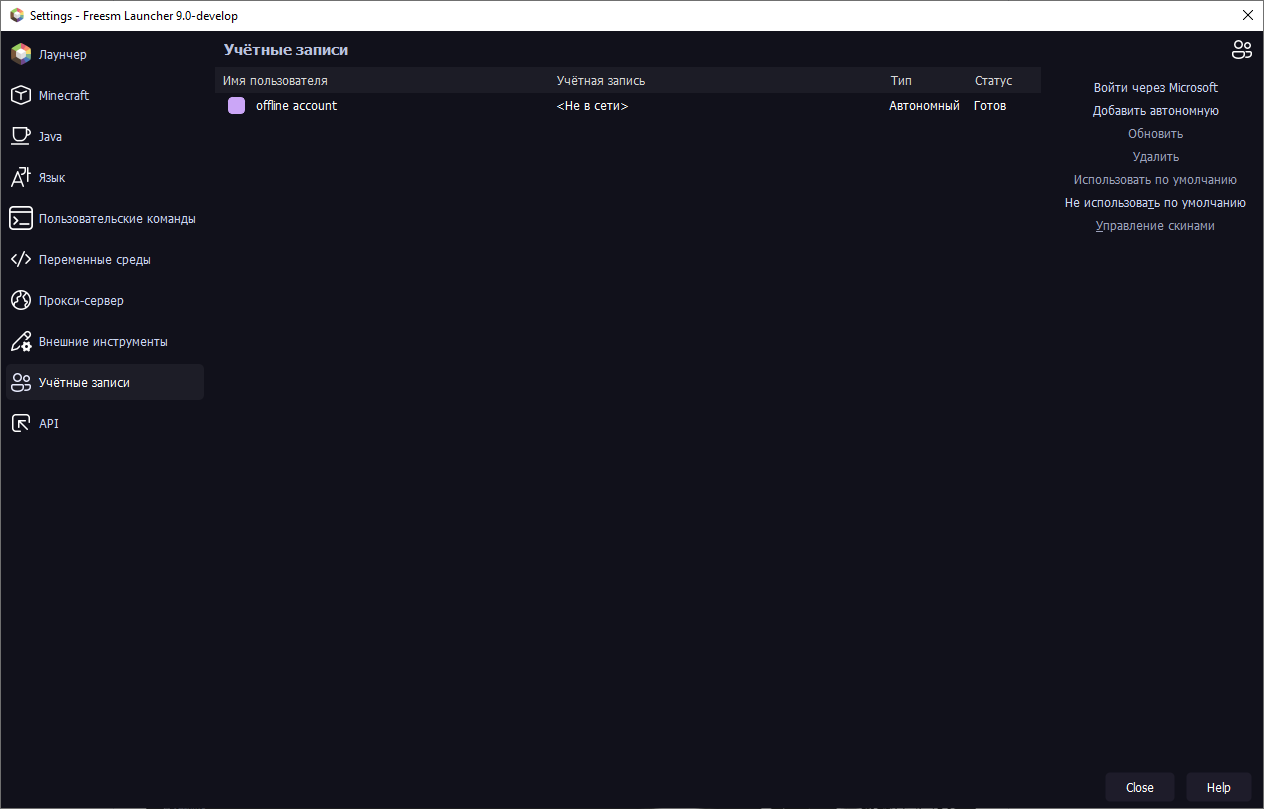 Settings - Freesm Launcher 9.0-develop
Лаунчер
Minecraft
Java
Язык
Пользовательские команды
Переменные среды
Прокси-сервер
Внешние инструменты
Учётные записи
API
Учётные записи
Имя пользователя Учётная запись Тип Статус
offline account <Не в сети> Автономный Готов
Войти через Microsoft
Добавить автономную
Обновить
Удалить
Использовать по умолчанию
Не использовать по умолчанию
Управление скинами
Close Help